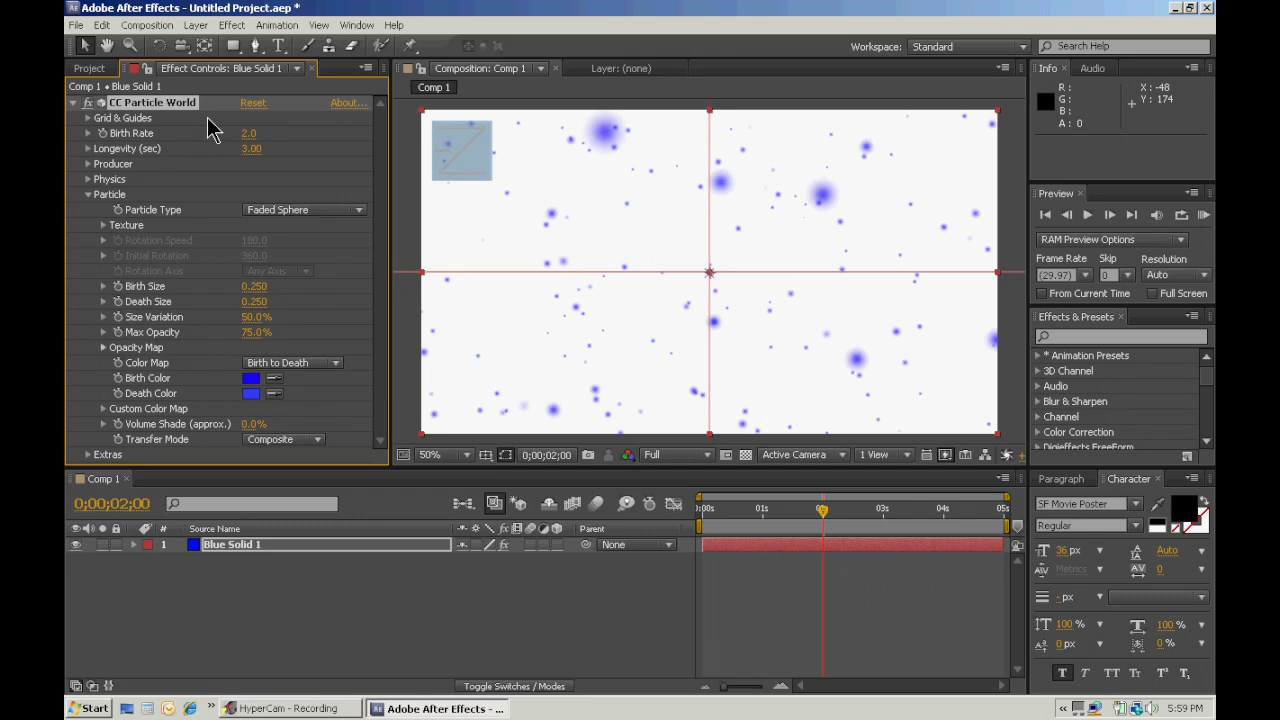 Adobe After Effects - Untitled Project.aep *
File Edit Composition Layer Effect Animation View Window Help
Workspace: Standard Search Help
Project Effect Controls: Blue Solid 1
Comp 1 • Blue Solid 1
fx CC Particle World Reset About...
Grid & Guides
Birth Rate 2.0
Longevity (sec) 3.00
Producer
Physics
Particle
Particle Type Faded Sphere
Texture
Rotation Speed 180.0
Initial Rotation 360.0
Rotation Axis Any Axis
Birth Size 0.250
Death Size 0.250
Size Variation 50.0%
Max Opacity 75.0%
Opacity Map
Color Map Birth to Death
Birth Color
Death Color
Custom Color Map
Volume Shade (approx.) 0.0%
Transfer Mode Composite
Extras
Composition: Comp 1 Layer: (none)
Comp 1
50% 0;00;02;00 Full Active Camera 1 View
Info Audio
R: X: -48
G: Y: 174
B:
A: 0
Preview
RAM Preview Options
Frame Rate Skip Resolution
(29.97) 0 Auto
From Current Time Full Screen
Effects & Presets
* Animation Presets
3D Channel
Audio
Blur & Sharpen
Channel
Color Correction
Digieffects FreeForm
Comp 1
0;00;02;00
# Source Name Parent
1 Blue Solid 1 fx None
01s 03s 04s 05s
Toggle Switches / Modes
Paragraph Character
SF Movie Poster
Regular
36 px Auto
Metrics 0
- px
100 % 100 %
0 px 0 %
Start HyperCam - Recording Adobe After Effects - ... 5:59 PM